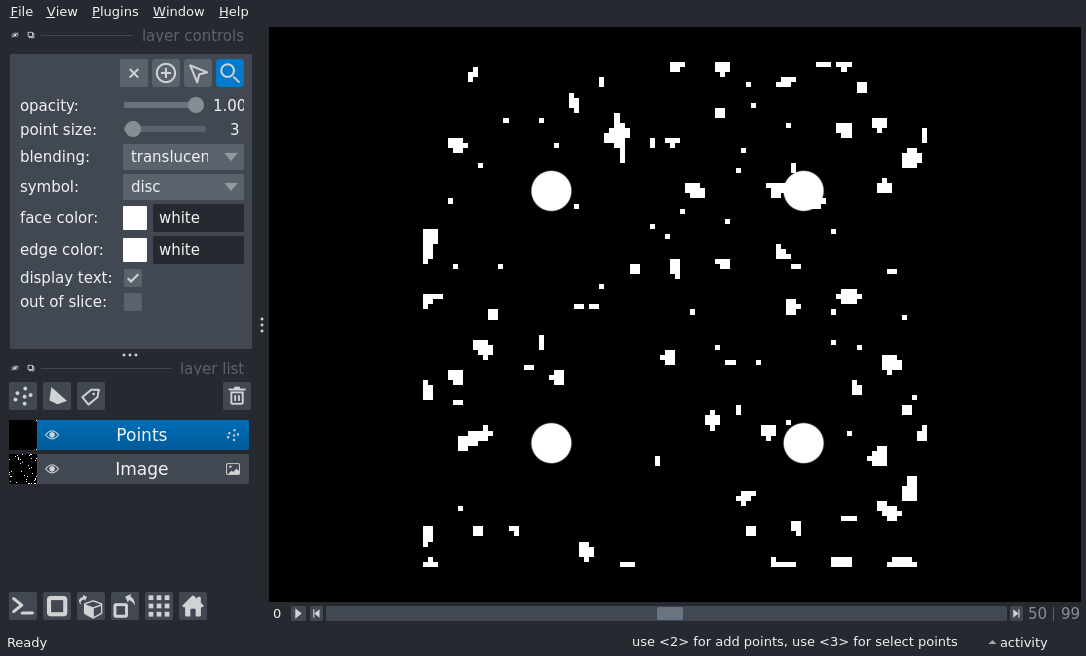 File View Plugins Window Help
layer controls
opacity: 1.00
point size: 3
blending: translucen
symbol: disc
face color: white
edge color: white
display text:
out of slice:
layer list
Points
Image
0 50 99
Ready use <2> for add points, use <3> for select points activity